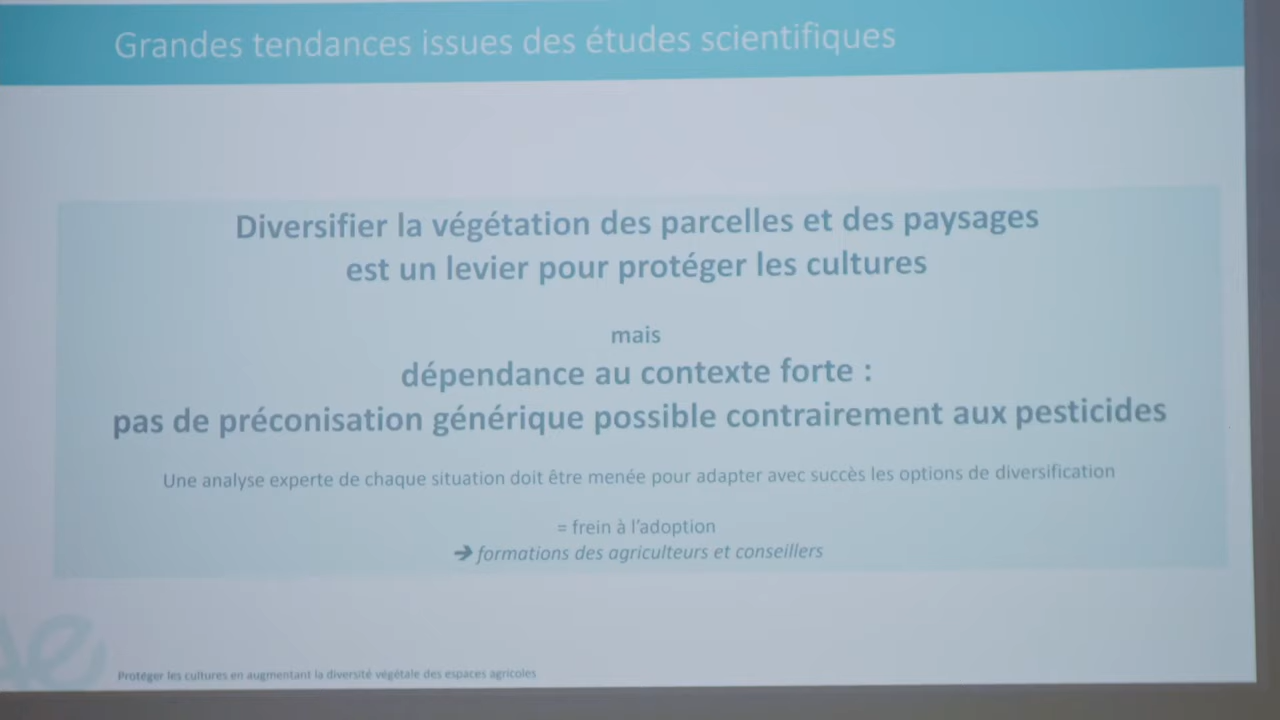 Grandes tendances issues des études scientifiques
Diversifier la végétation des parcelles et des paysages
est un levier pour protéger les cultures
mais
dépendance au contexte forte :
pas de préconisation générique possible contrairement aux pesticides
Une analyse experte de chaque situation doit être menée pour adapter avec succès les options de diversification
= frein à l'adoption
➔ formations des agriculteurs et conseillers
Ae
Protéger les cultures en augmentant la diversité végétale des espaces agricoles